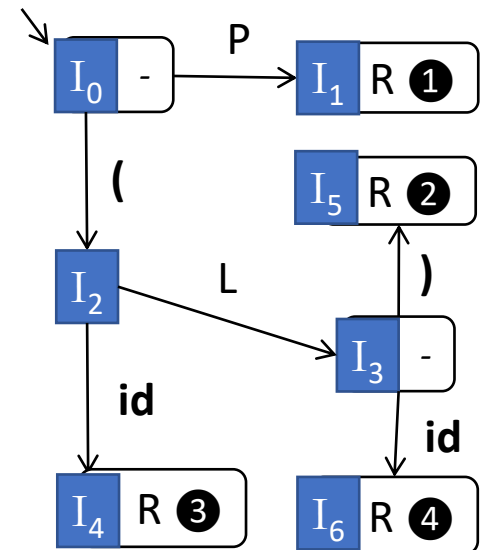 P
I₀ -
I₁ R ❶
(
I₅ R ❷
L
)
I₂
I₃ -
id
id
I₄ R ❸
I₆ R ❹